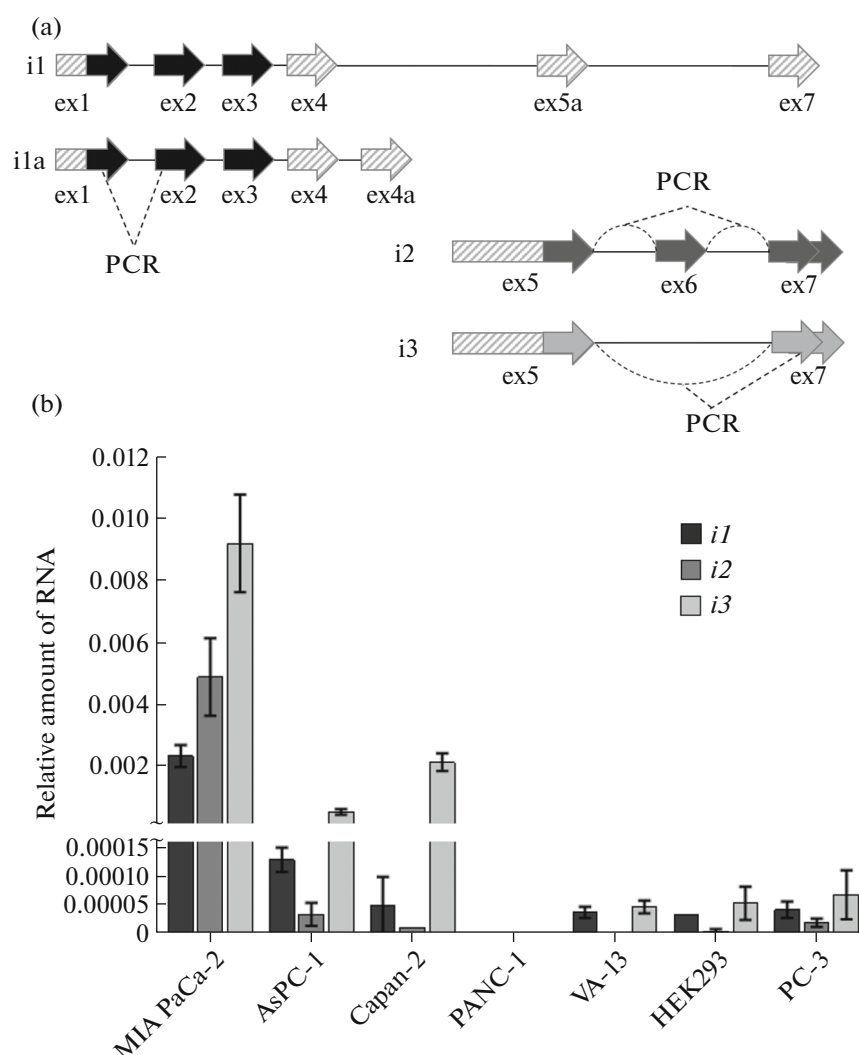 (a)
i1
ex1 ex2 ex3 ex4 ex5a ex7
i1a
ex1 ex2 ex3 ex4 ex4a
PCR
PCR
i2
ex5 ex6 ex7
i3
ex5 ex7
PCR
(b)
Relative amount of RNA
0.012
0.010
0.008
0.006
0.004
0.002
~
~
0.00015
0.00010
0.00005
0
i1
i2
i3
MIA PaCa-2
AsPC-1
Capan-2
PANC-1
VA-13
HEK293
PC-3